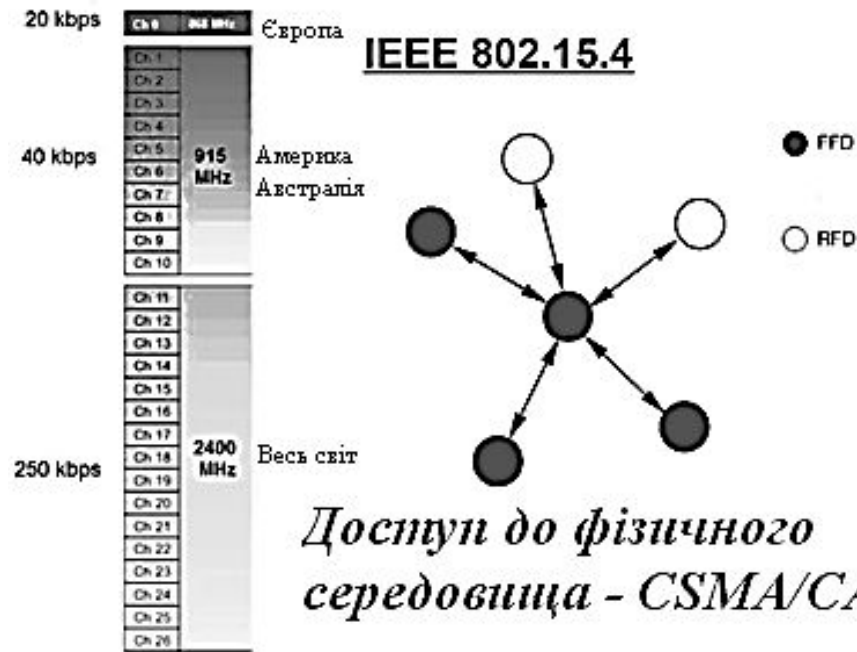 20 kbps
Ch 0 868 MHz
Європа
IEEE 802.15.4
Ch 1
Ch 2
Ch 3
Ch 4
Ch 5
Ch 6
Ch 7
Ch 8
Ch 9
Ch 10
40 kbps
915
MHz
Америка
Австралія
FFD
RFD
Ch 11
Ch 12
Ch 13
Ch 14
Ch 15
Ch 16
Ch 17
Ch 18
Ch 19
Ch 20
Ch 21
Ch 22
Ch 23
Ch 24
Ch 25
Ch 26
250 kbps
2400
MHz
Весь світ
Доступ до фізичного
середовища - CSMA/CA